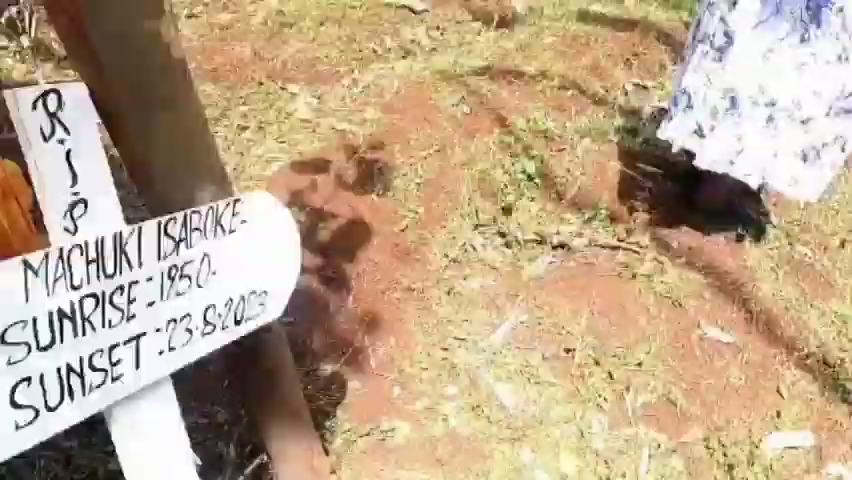 R.I.P
MACHUKI ISABOKE-
SUNRISE:1950.
SUNSET:23.8.2023